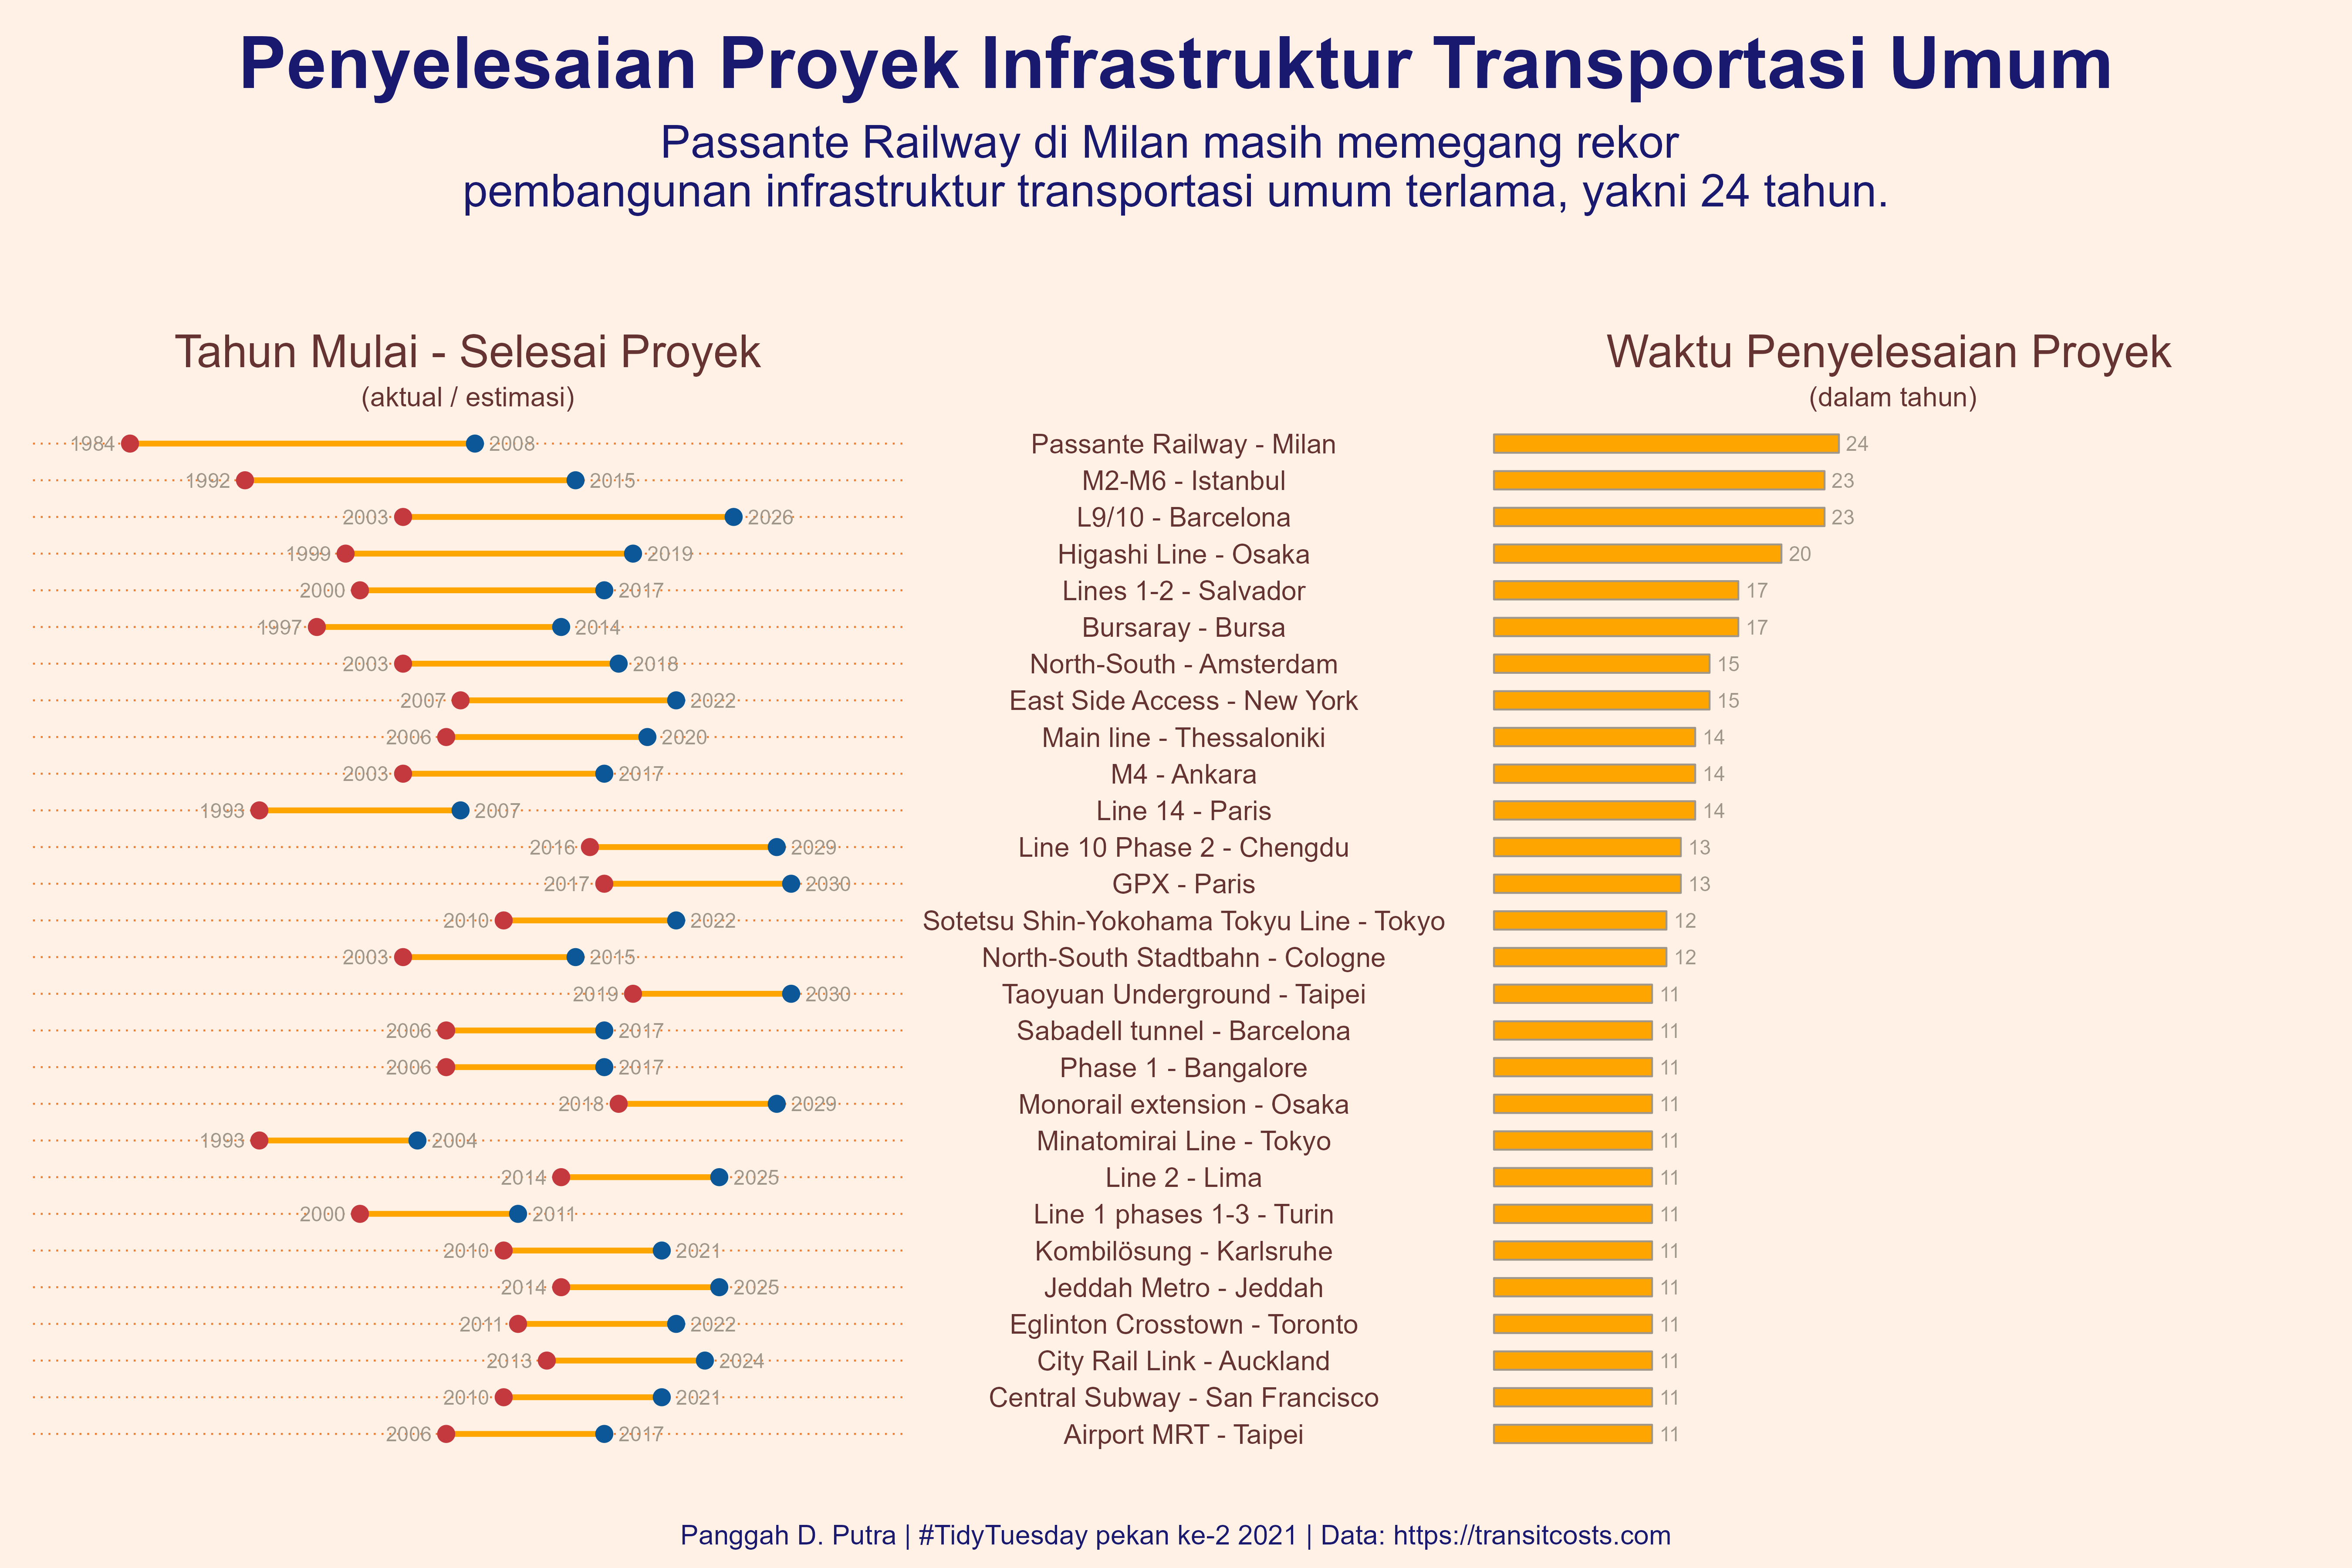 Penyelesaian Proyek Infrastruktur Transportasi Umum
Passante Railway di Milan masih memegang rekor
pembangunan infrastruktur transportasi umum terlama, yakni 24 tahun.
Tahun Mulai - Selesai Proyek
(aktual / estimasi)
Waktu Penyelesaian Proyek
(dalam tahun)
1984 2008 Passante Railway - Milan 24
1992 2015 M2-M6 - Istanbul 23
2003 2026 L9/10 - Barcelona 23
1999 2019 Higashi Line - Osaka 20
2000 2017 Lines 1-2 - Salvador 17
1997 2014 Bursaray - Bursa 17
2003 2018 North-South - Amsterdam 15
2007 2022 East Side Access - New York 15
2006 2020 Main line - Thessaloniki 14
2003 2017 M4 - Ankara 14
1993 2007 Line 14 - Paris 14
2016 2029 Line 10 Phase 2 - Chengdu 13
2017 2030 GPX - Paris 13
2010 2022 Sotetsu Shin-Yokohama Tokyu Line - Tokyo 12
2003 2015 North-South Stadtbahn - Cologne 12
2019 2030 Taoyuan Underground - Taipei 11
2006 2017 Sabadell tunnel - Barcelona 11
2006 2017 Phase 1 - Bangalore 11
2018 2029 Monorail extension - Osaka 11
1993 2004 Minatomirai Line - Tokyo 11
2014 2025 Line 2 - Lima 11
2000 2011 Line 1 phases 1-3 - Turin 11
2010 2021 Kombilösung - Karlsruhe 11
2014 2025 Jeddah Metro - Jeddah 11
2011 2022 Eglinton Crosstown - Toronto 11
2013 2024 City Rail Link - Auckland 11
2010 2021 Central Subway - San Francisco 11
2006 2017 Airport MRT - Taipei 11
Panggah D. Putra | #TidyTuesday pekan ke-2 2021 | Data: https://transitcosts.com